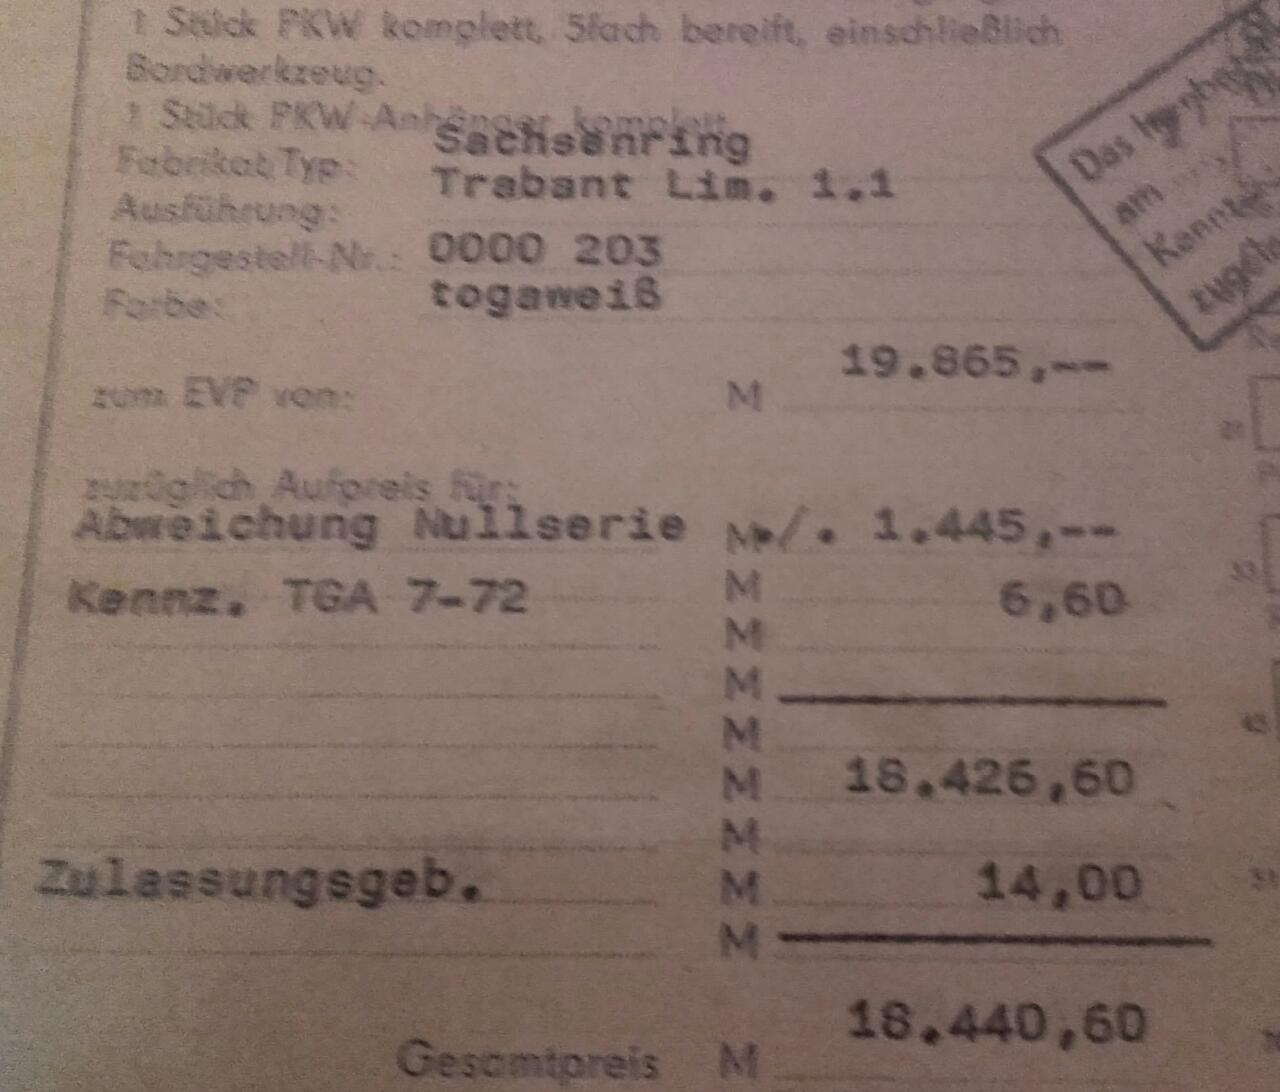 1 Stück PKW komplett, 5fach bereift, einschließlich
Bordwerkzeug.
1 Stück PKW-Anhänger komplett
Fabrikat/Typ: Sachsenring
Trabant Lim. 1.1
Ausführung:
Fahrgestell-Nr.: 0000 203
Farbe: togaweiß
zum EVP von: M 19.865,--
zuzüglich Aufpreis für:
Abweichung Nullserie M ./. 1.445,--
Kennz. TGA 7-72 M 6,60
M
M
M
M 18.426,60
M
Zulassungsgeb. M 14,00
M
Gesamtpreis M 18.440,60
Das
am